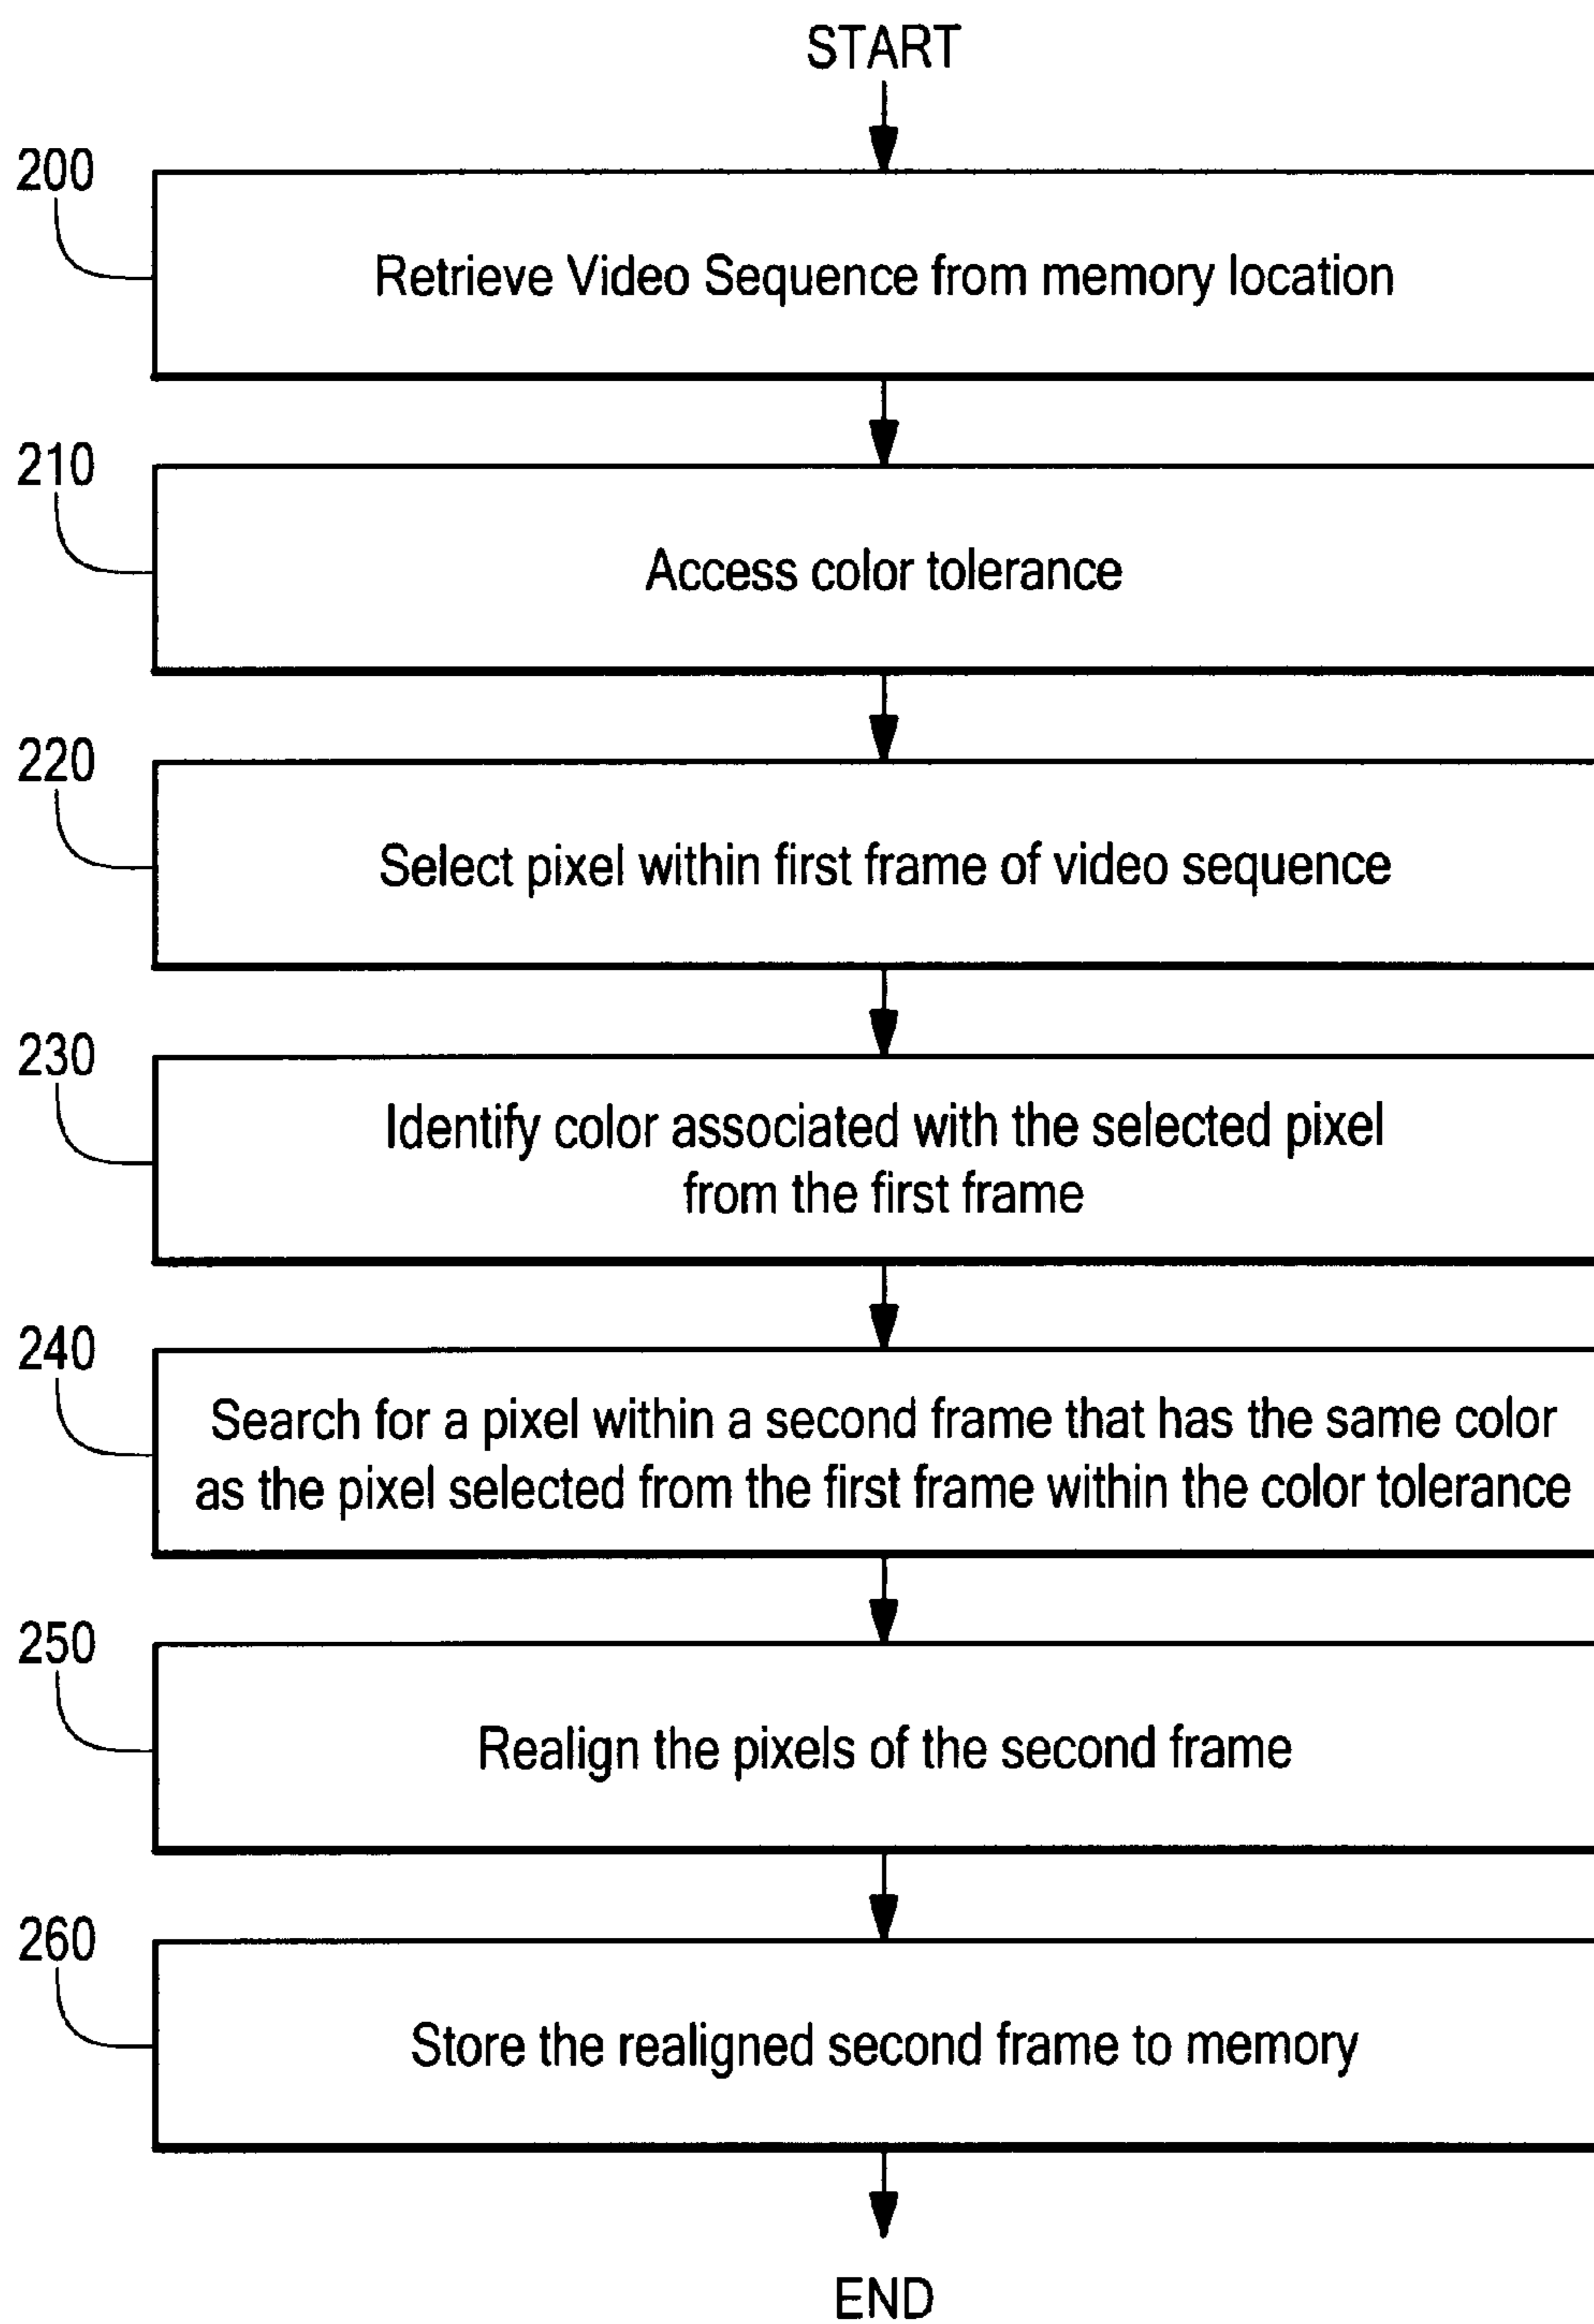 START
200
Retrieve Video Sequence from memory location
210
Access color tolerance
220
Select pixel within first frame of video sequence
230
Identify color associated with the selected pixel
from the first frame
240
Search for a pixel within a second frame that has the same color
as the pixel selected from the first frame within the color tolerance
250
Realign the pixels of the second frame
260
Store the realigned second frame to memory
END